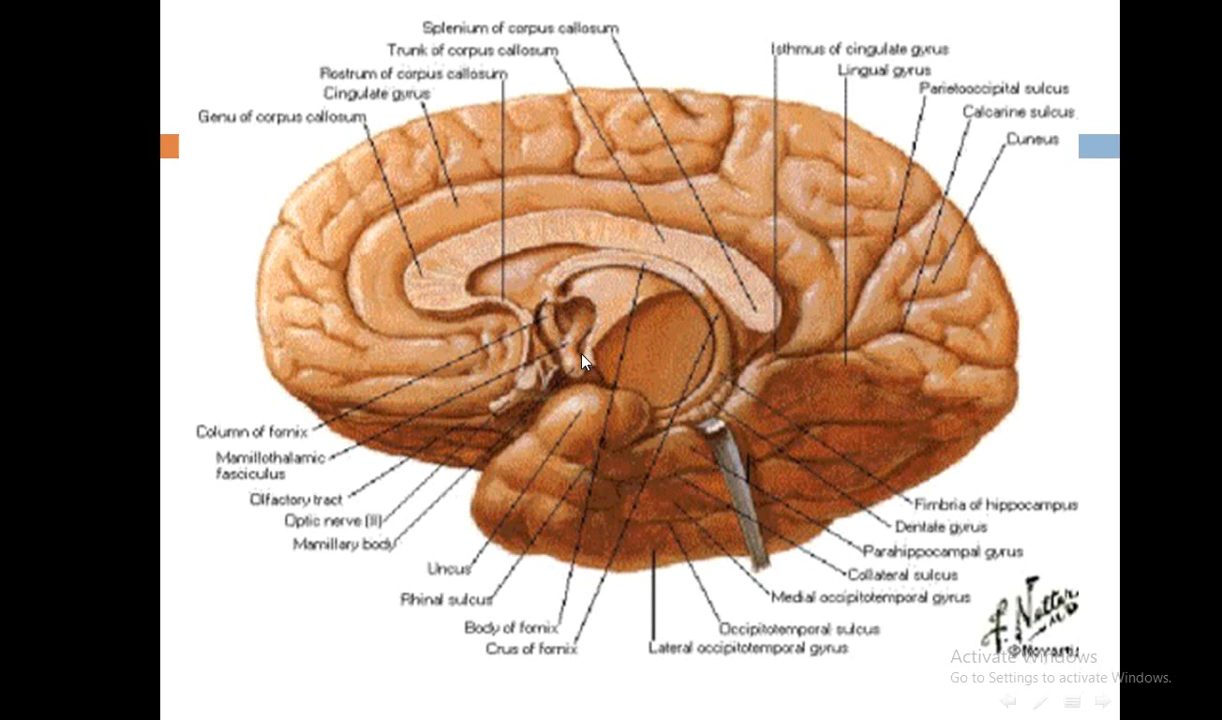 Splenium of corpus callosum
Trunk of corpus callosum
Rostrum of corpus callosum
Cingulate gyrus
Genu of corpus callosum
Isthmus of cingulate gyrus
Lingual gyrus
Parietooccipital sulcus
Calcarine sulcus
Cuneus
Column of fornix
Mamillothalamic
fasciculus
Olfactory tract
Optic nerve (II)
Mamillary body
Uncus
Rhinal sulcus
Body of fornix
Crus of fornix
Fimbria of hippocampus
Dentate gyrus
Parahippocampal gyrus
Collateral sulcus
Medial occipitotemporal gyrus
Occipitotemporal sulcus
Lateral occipitotemporal gyrus
F. Netter M.D.
©Novartis
Activate Windows
Go to Settings to activate Windows.